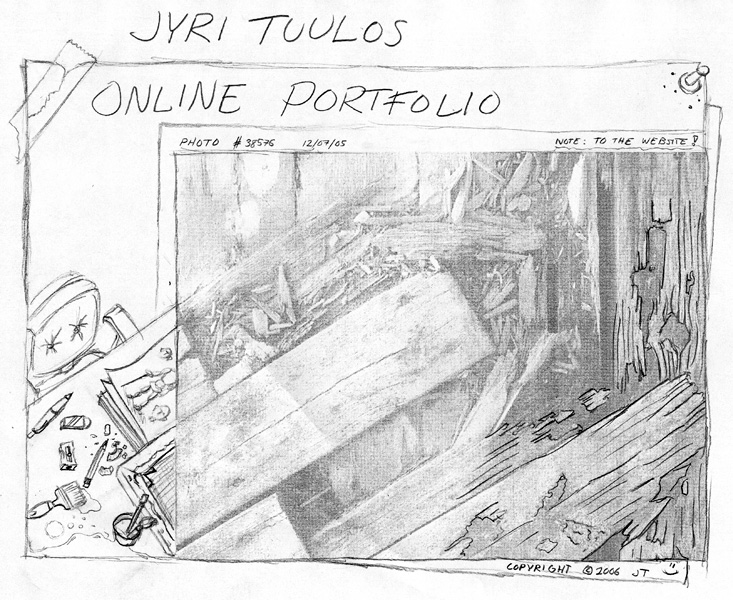 JYRI TUULOS
ONLINE PORTFOLIO
PHOTO # 38576 12/07/05 NOTE: TO THE WEBSITE!
COPYRIGHT © 2006 JT